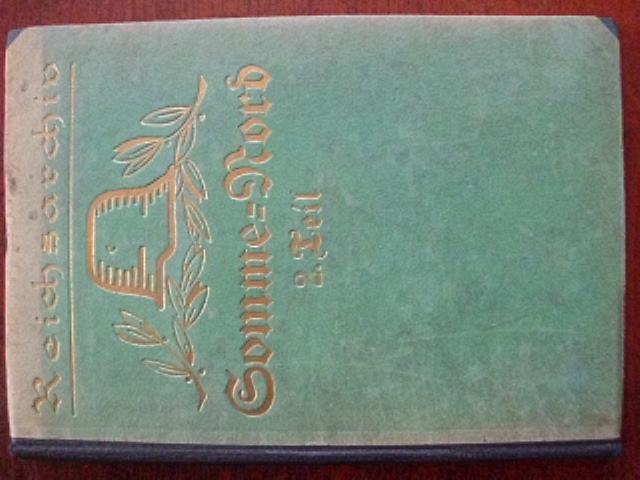 Reichsarchiv
Somme=Nord
2. Teil